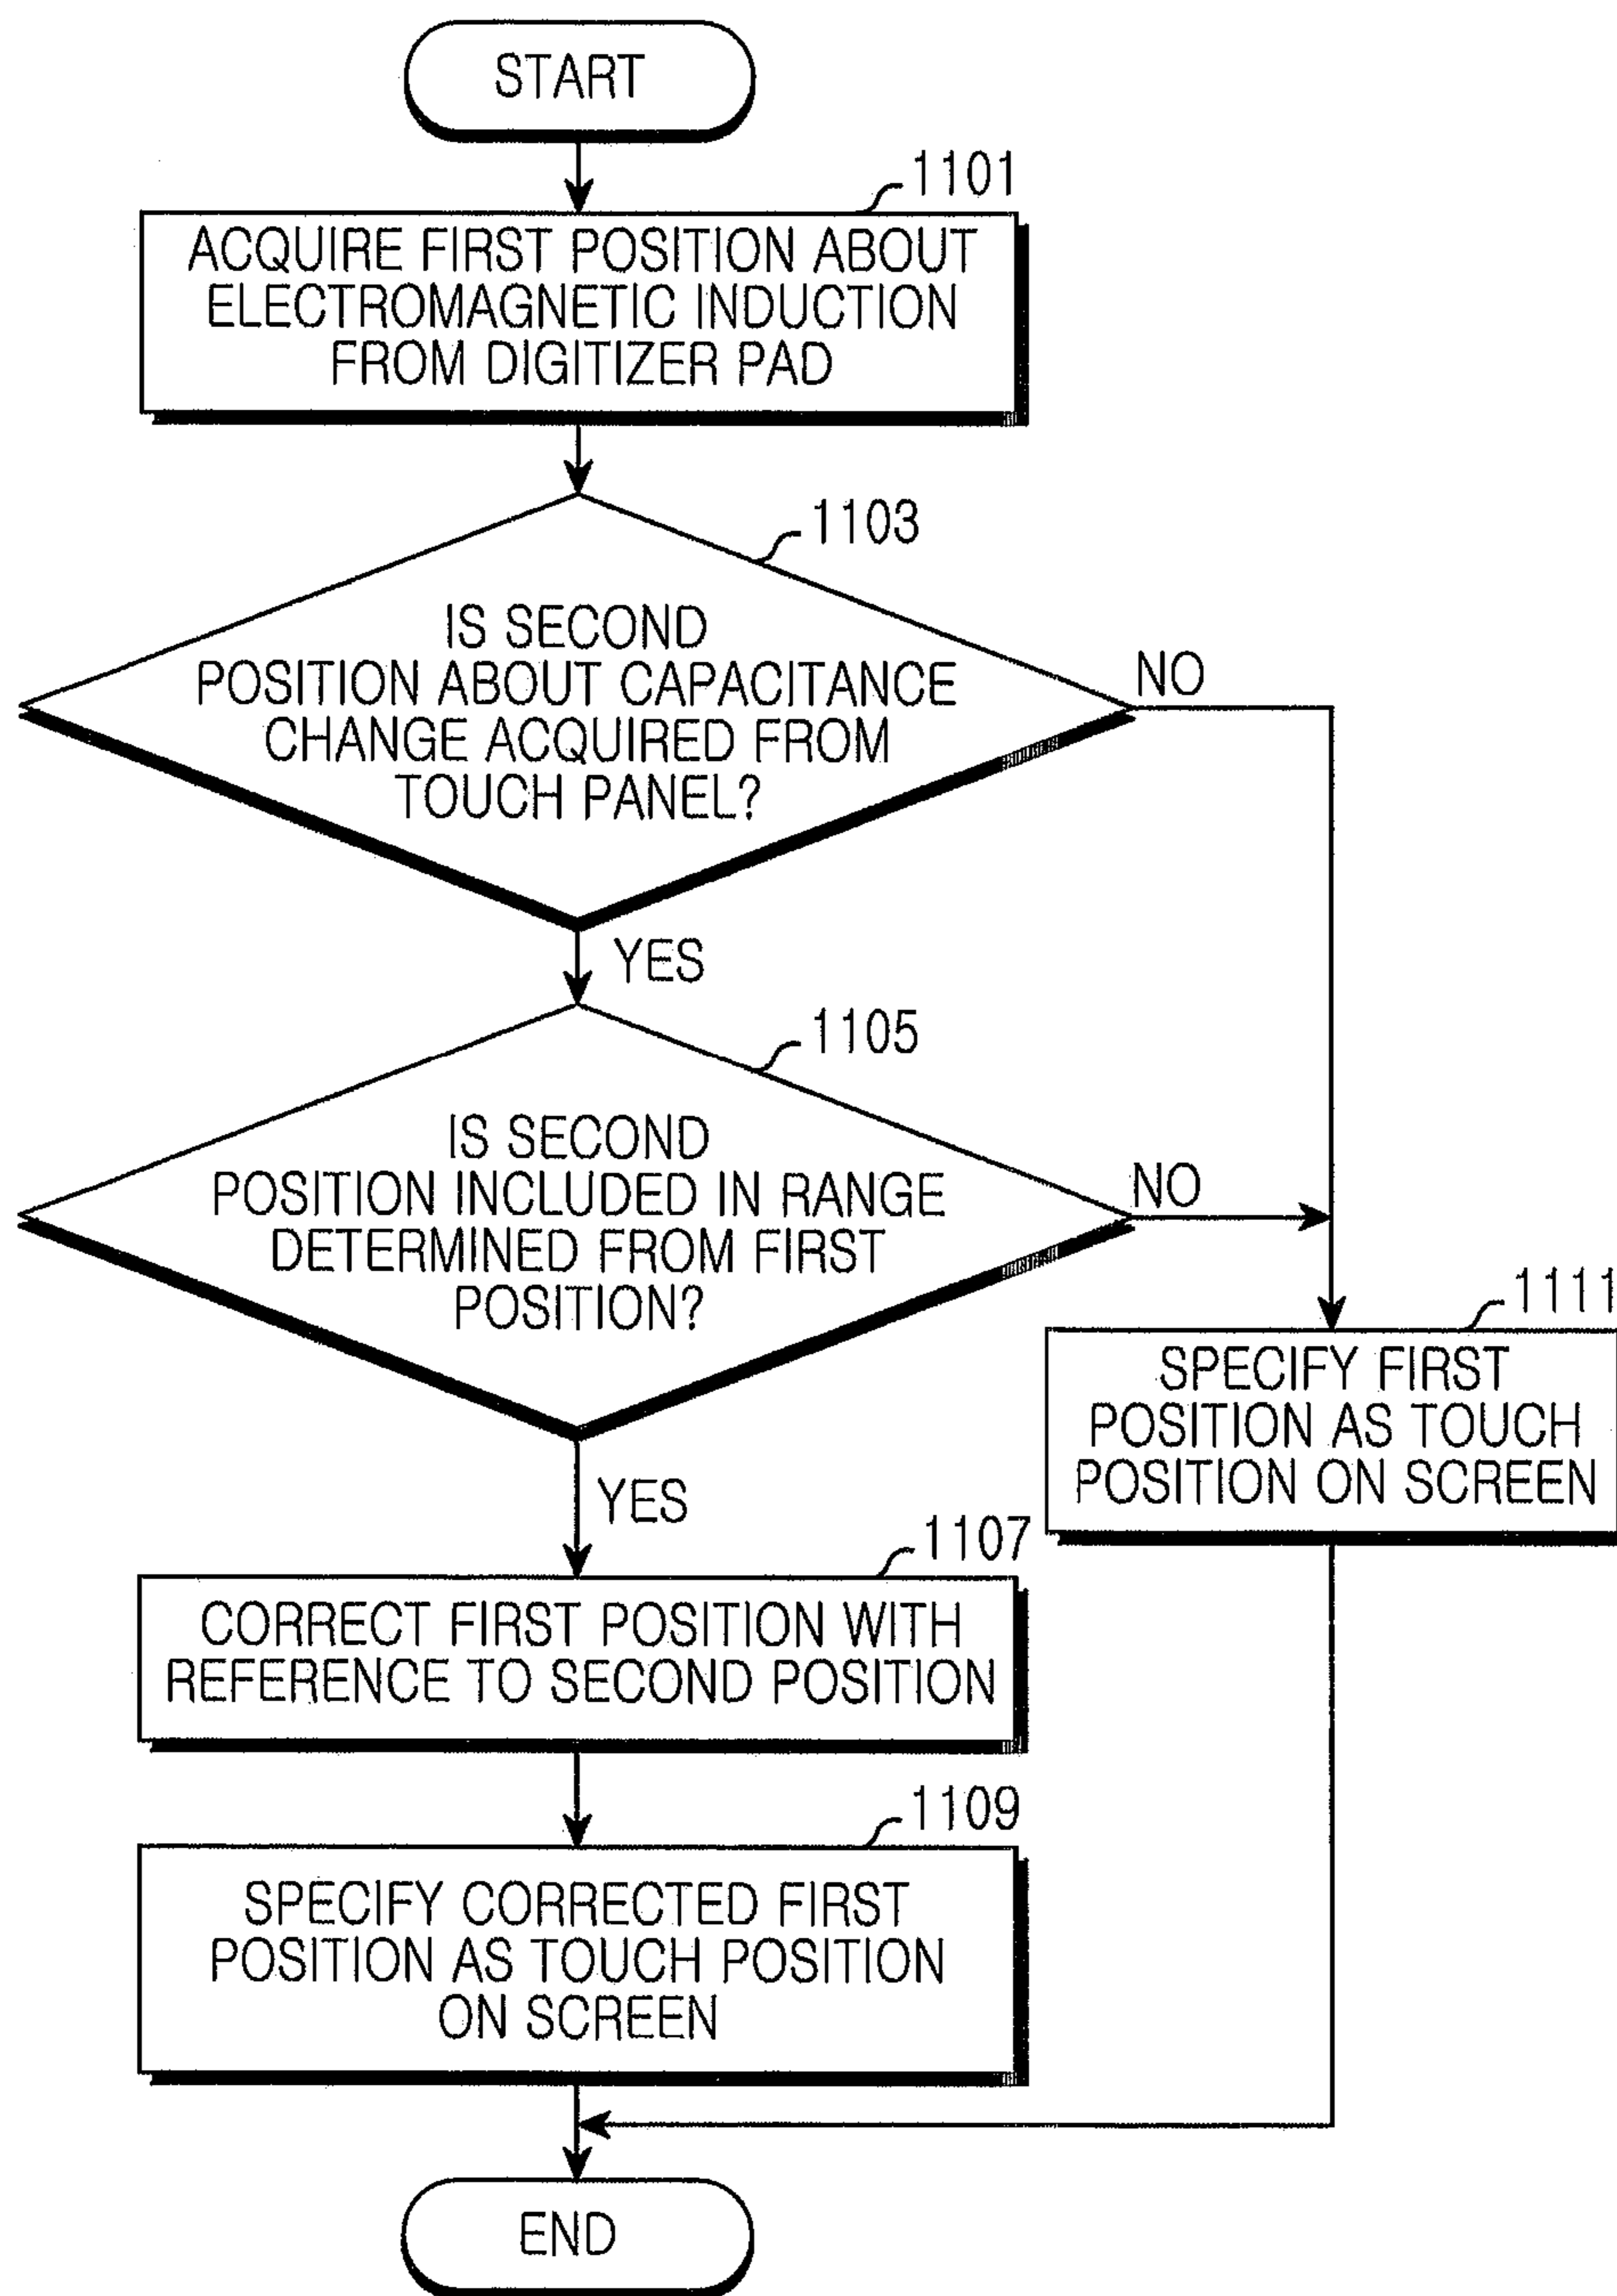 START
1101
ACQUIRE FIRST POSITION ABOUT
ELECTROMAGNETIC INDUCTION
FROM DIGITIZER PAD
1103
IS SECOND
POSITION ABOUT CAPACITANCE
CHANGE ACQUIRED FROM
TOUCH PANEL?
NO
YES
1105
IS SECOND
POSITION INCLUDED IN RANGE
DETERMINED FROM FIRST
POSITION?
NO
YES
1111
SPECIFY FIRST
POSITION AS TOUCH
POSITION ON SCREEN
1107
CORRECT FIRST POSITION WITH
REFERENCE TO SECOND POSITION
1109
SPECIFY CORRECTED FIRST
POSITION AS TOUCH POSITION
ON SCREEN
END